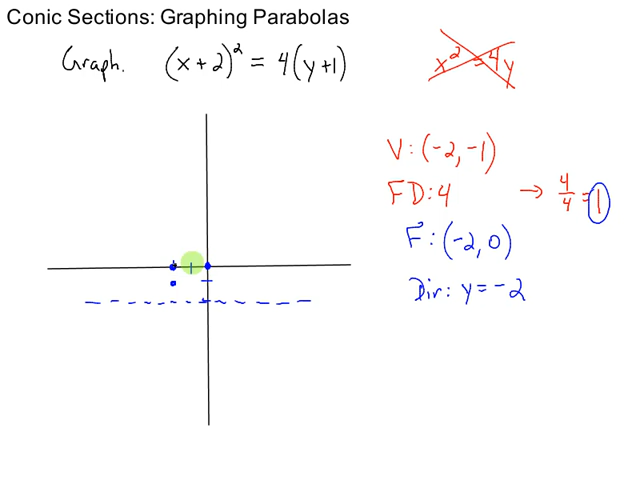 Conic Sections: Graphing Parabolas
Graph. (x+2)² = 4(y+1)
x² = 4y
V: (-2, -1)
FD: 4 → 4/4 = 1
F: (-2, 0)
Dir: y = -2